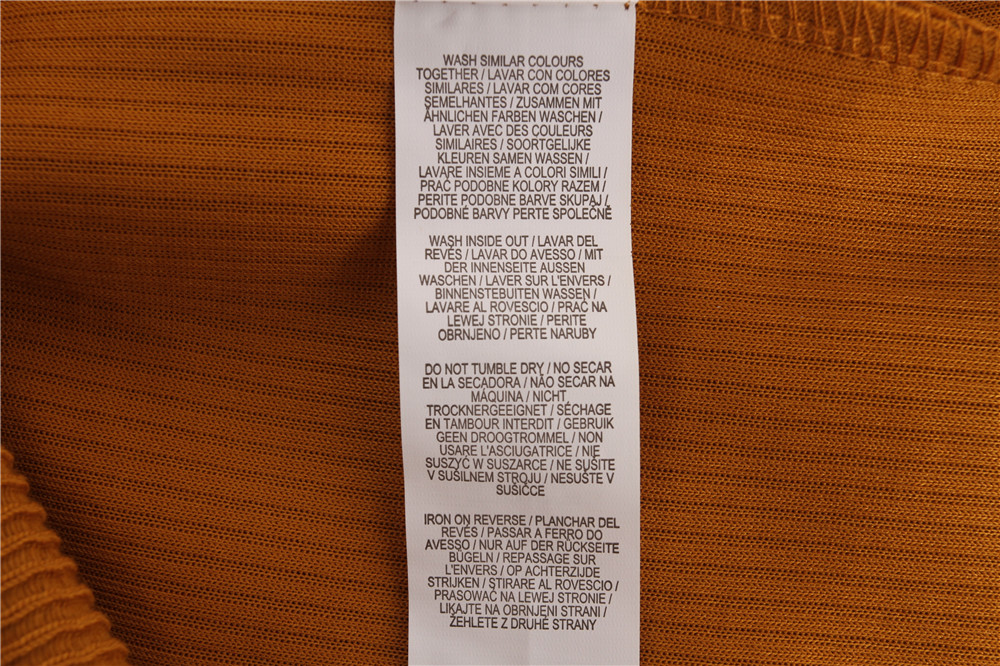 WASH SIMILAR COLOURS
TOGETHER / LAVAR CON COLORES
SIMILARES / LAVAR COM CORES
SEMELHANTES / ZUSAMMEN MIT
ÄHNLICHEN FARBEN WASCHEN /
LAVER AVEC DES COULEURS
SIMILAIRES / SOORTGELIJKE
KLEUREN SAMEN WASSEN /
LAVARE INSIEME A COLORI SIMILI /
PRAĆ PODOBNE KOLORY RAZEM /
PERITE PODOBNE BARVE SKUPAJ /
PODOBNÉ BARVY PERTE SPOLEČNĚ
WASH INSIDE OUT / LAVAR DEL
REVÉS / LAVAR DO AVESSO / MIT
DER INNENSEITE AUSSEN
WASCHEN / LAVER SUR L'ENVERS /
BINNENSTEBUITEN WASSEN /
LAVARE AL ROVESCIO / PRAĆ NA
LEWEJ STRONIE / PERITE
OBRNJENO / PERTE NARUBY
DO NOT TUMBLE DRY / NO SECAR
EN LA SECADORA / NÃO SECAR NA
MÁQUINA / NICHT
TROCKNERGEEIGNET / SÉCHAGE
EN TAMBOUR INTERDIT / GEBRUIK
GEEN DROOGTROMMEL / NON
USARE L'ASCIUGATRICE / NIE
SUSZYĆ W SUSZARCE / NE SUŠITE
V SUŠILNEM STROJU / NESUŠTE V
SUŠIČCE
IRON ON REVERSE / PLANCHAR DEL
REVÉS / PASSAR A FERRO DO
AVESSO / NUR AUF DER RÜCKSEITE
BÜGELN / REPASSAGE SUR
L'ENVERS / OP ACHTERZIJDE
STRIJKEN / STIRARE AL ROVESCIO /
PRASOWAĆ NA LEWEJ STRONIE /
LIKAJTE NA OBRNJENI STRANI /
ŽEHLETE Z DRUHÉ STRANY